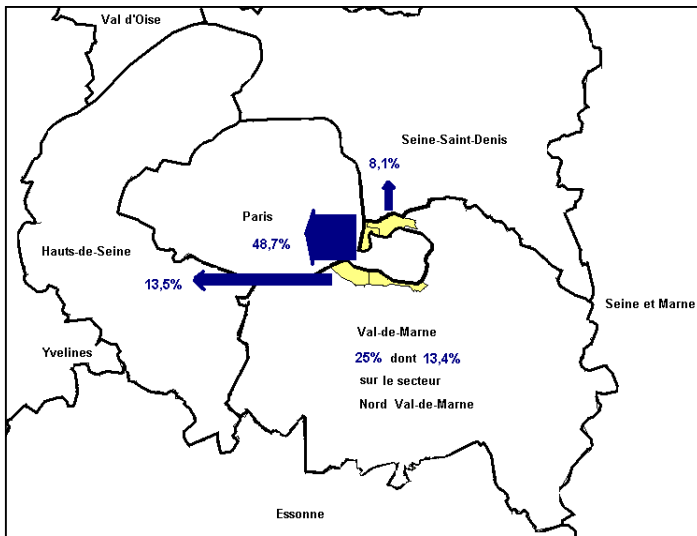 Val d'Oise
Seine-Saint-Denis
8,1%
Paris
48,7%
Hauts-de-Seine
13,5%
Seine et Marne
Val-de-Marne
25% dont 13,4%
sur le secteur
Nord Val-de-Marne
Yvelines
Essonne